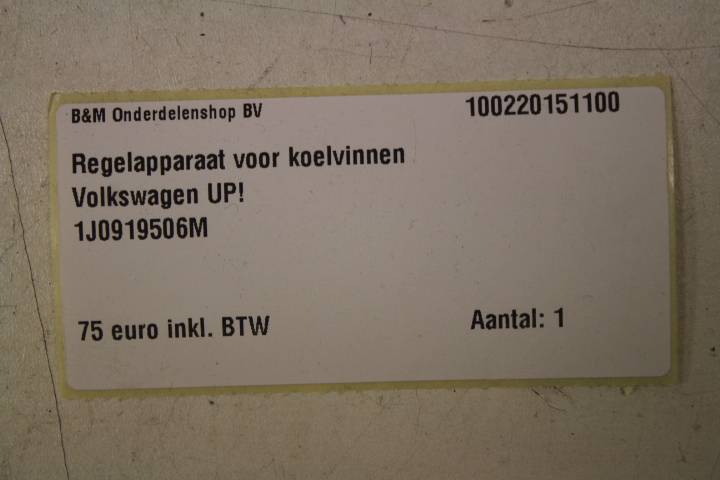 B&M Onderdelenshop BV 100220151100
Regelapparaat voor koelvinnen
Volkswagen UP!
1J0919506M
75 euro inkl. BTW Aantal: 1